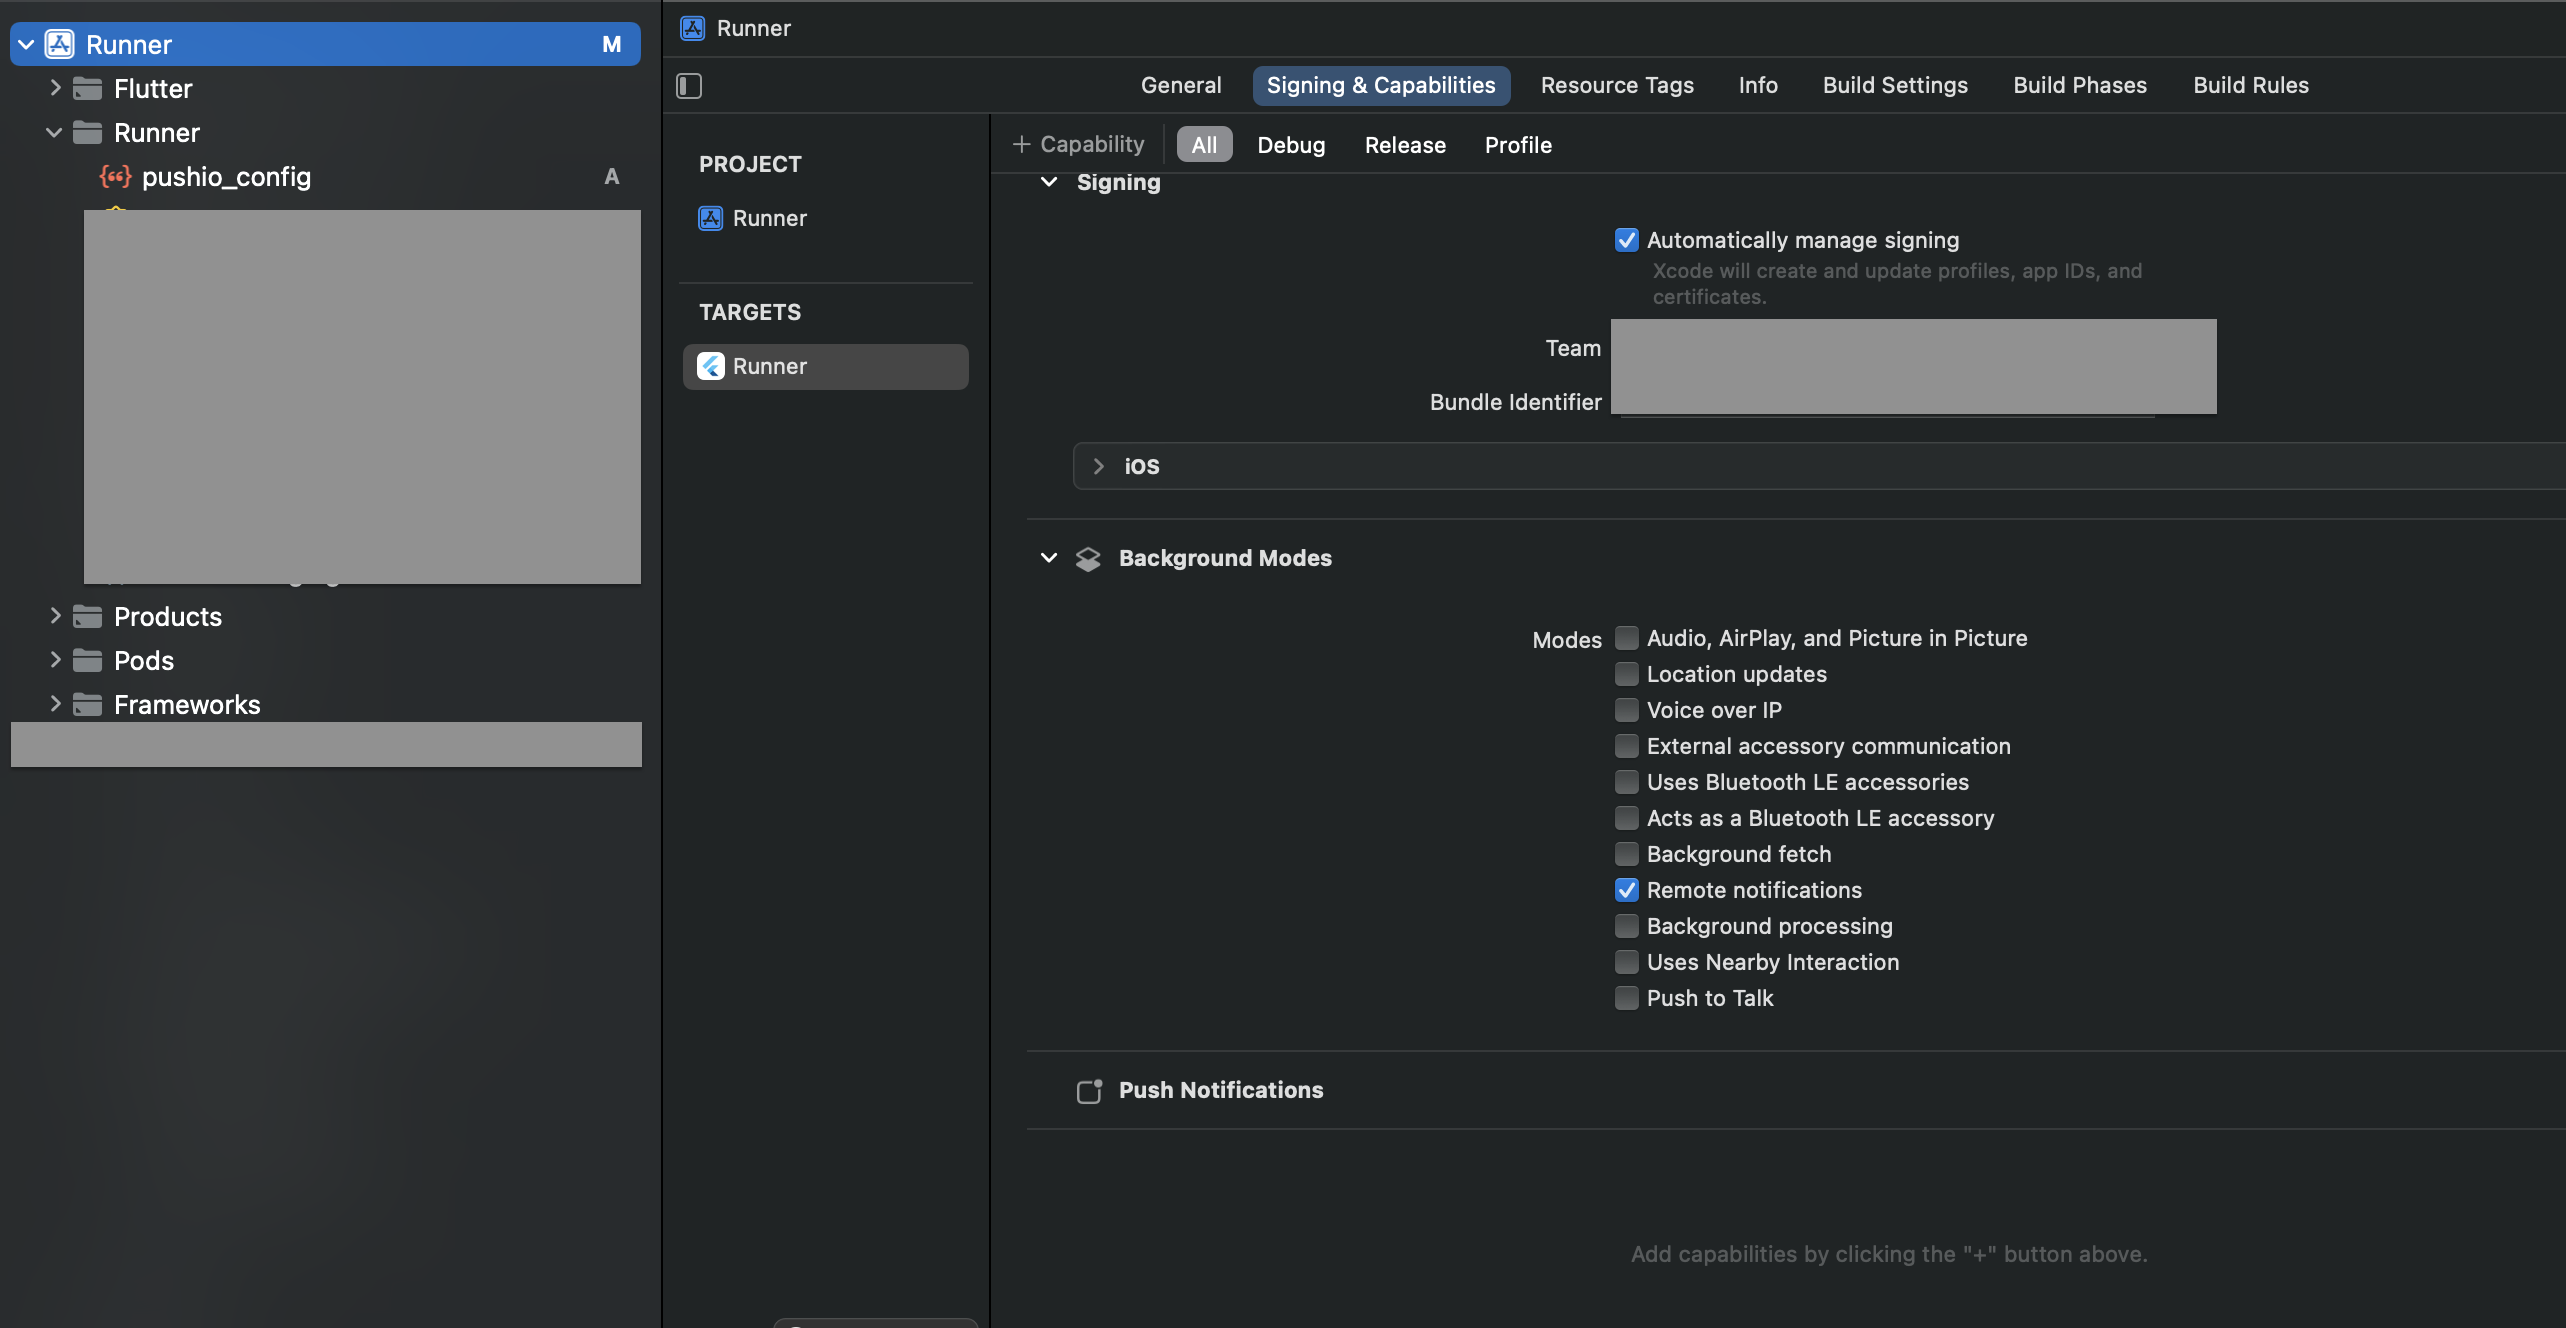 Runner M
Flutter
Runner
pushio_config A
Products
Pods
Frameworks
Runner
General Signing & Capabilities Resource Tags Info Build Settings Build Phases Build Rules
+ Capability All Debug Release Profile
PROJECT
Runner
TARGETS
Runner
Signing
Automatically manage signing
Xcode will create and update profiles, app IDs, and
certificates.
Team
Bundle Identifier
iOS
Background Modes
Modes Audio, AirPlay, and Picture in Picture
Location updates
Voice over IP
External accessory communication
Uses Bluetooth LE accessories
Acts as a Bluetooth LE accessory
Background fetch
Remote notifications
Background processing
Uses Nearby Interaction
Push to Talk
Push Notifications
Add capabilities by clicking the "+" button above.